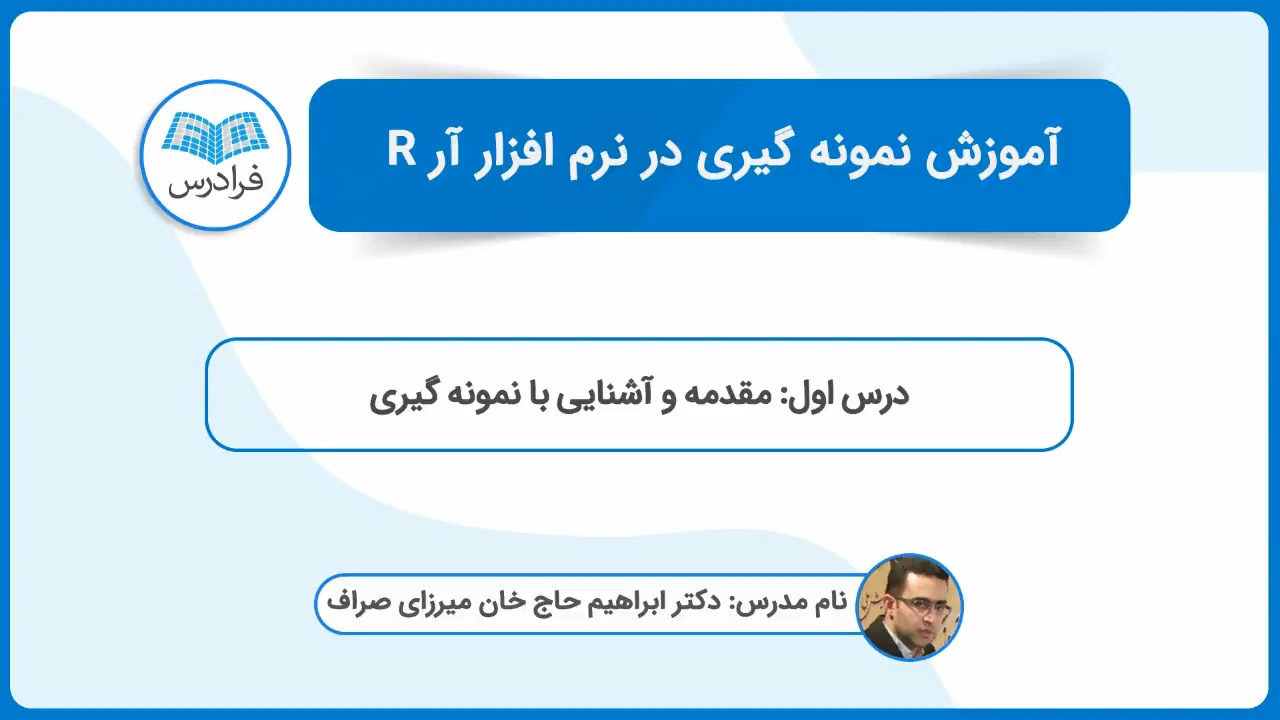 آموزش نمونه گیری در نرم افزار آر R
فرادرس
درس اول: مقدمه و آشنایی با نمونه گیری
نام مدرس: دکتر ابراهیم حاج خان میرزای صراف